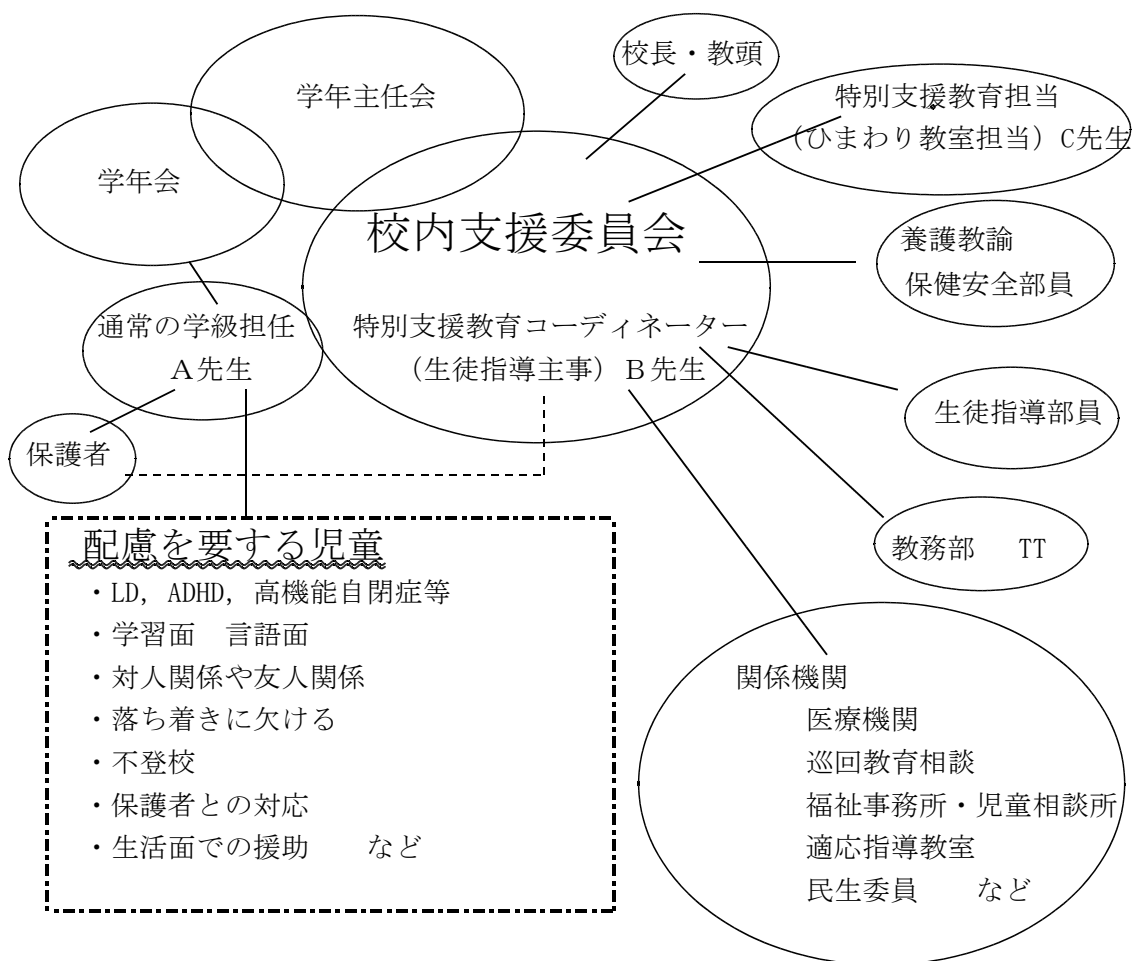 校長・教頭
学年主任会
特別支援教育担当
（ひまわり教室担当）C先生
学年会
校内支援委員会
養護教諭
保健安全部員
通常の学級担任
A先生
特別支援教育コーディネーター
（生徒指導主事）B先生
生徒指導部員
保護者
教務部 TT
配慮を要する児童
・LD, ADHD, 高機能自閉症等
・学習面 言語面
・対人関係や友人関係
・落ち着きに欠ける
・不登校
・保護者との対応
・生活面での援助 など
関係機関
医療機関
巡回教育相談
福祉事務所・児童相談所
適応指導教室
民生委員 など